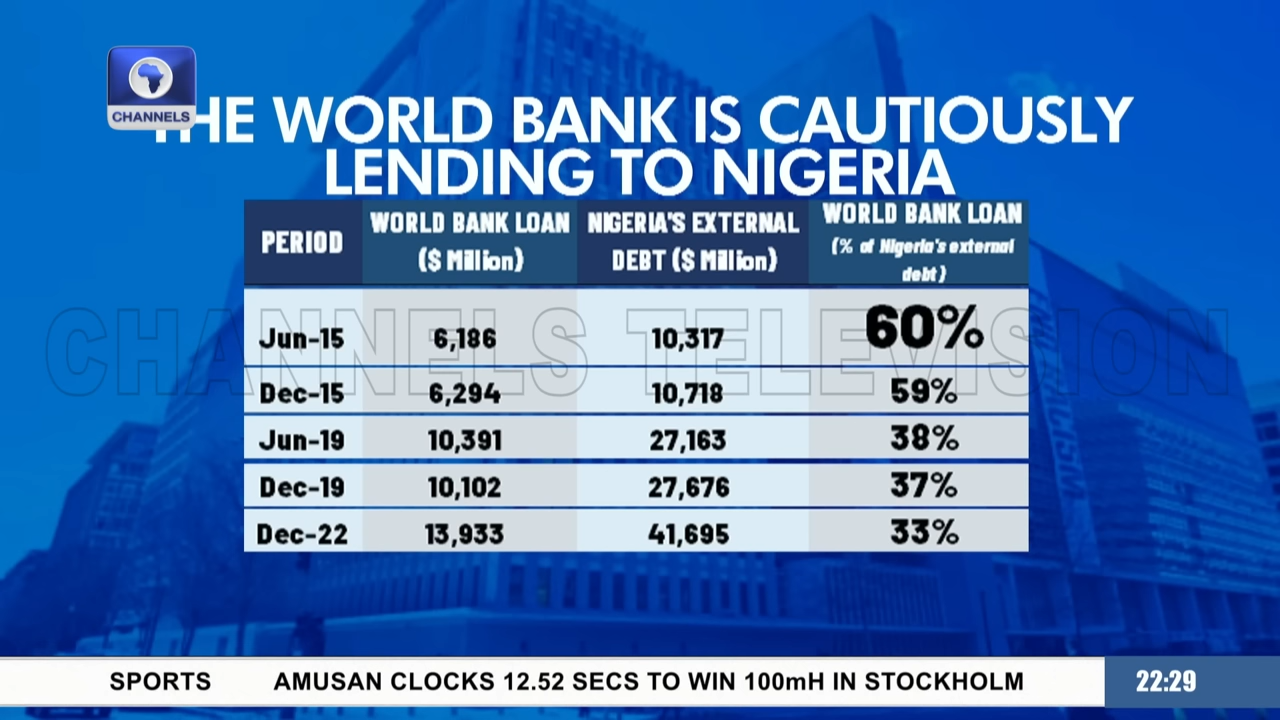 CHANNELS
THE WORLD BANK IS CAUTIOUSLY
LENDING TO NIGERIA
PERIOD WORLD BANK LOAN ($ Million) NIGERIA'S EXTERNAL DEBT ($ Million) WORLD BANK LOAN (% of Nigeria's external debt)
Jun-15 6,186 10,317 60%
Dec-15 6,294 10,718 59%
Jun-19 10,391 27,163 38%
Dec-19 10,102 27,676 37%
Dec-22 13,933 41,695 33%
CHANNELS TELEVISION
SPORTS AMUSAN CLOCKS 12.52 SECS TO WIN 100mH IN STOCKHOLM 22:29